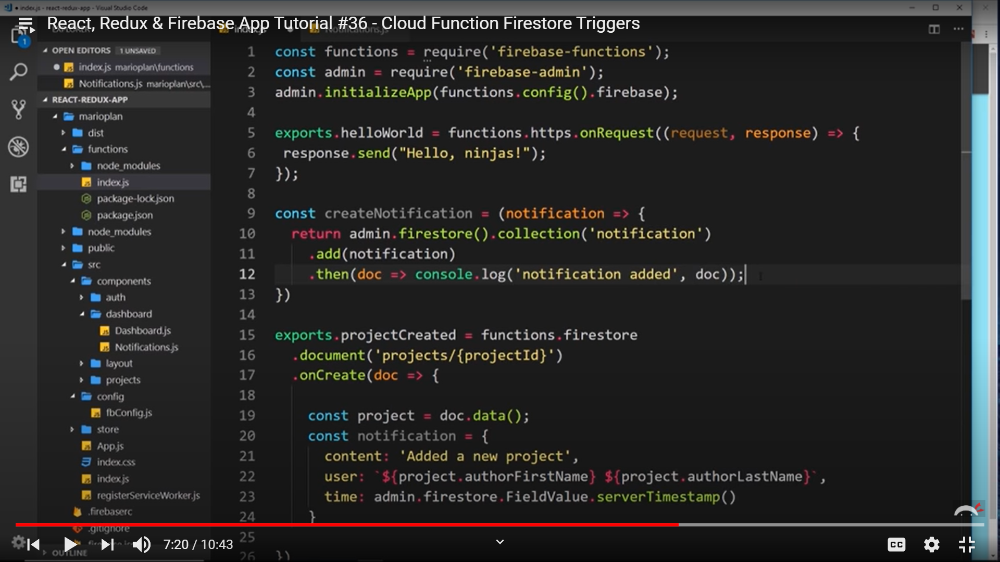 index.js - react-redux-app - Visual Studio Code
React, Redux & Firebase App Tutorial #36 - Cloud Function Firestore Triggers
EXPLORER
index.js
Notifications.js
1
OPEN EDITORS 1 UNSAVED
index.js marioplan\functions
Notifications.js marioplan\src\...
REACT-REDUX-APP
marioplan
dist
functions
node_modules
index.js
package-lock.json
package.json
node_modules
public
src
components
auth
dashboard
Dashboard.js
Notifications.js
layout
projects
config
fbConfig.js
store
App.js
index.css
index.js
registerServiceWorker.js
.firebaserc
.gitignore
OUTLINE
1 const functions = require('firebase-functions');
2 const admin = require('firebase-admin');
3 admin.initializeApp(functions.config().firebase);
4
5 exports.helloWorld = functions.https.onRequest((request, response) => {
6 response.send("Hello, ninjas!");
7 });
8
9 const createNotification = (notification => {
10 return admin.firestore().collection('notification')
11 .add(notification)
12 .then(doc => console.log('notification added', doc));
13 })
14
15 exports.projectCreated = functions.firestore
16 .document('projects/{projectId}')
17 .onCreate(doc => {
18
19 const project = doc.data();
20 const notification = {
21 content: 'Added a new project',
22 user: `${project.authorFirstName} ${project.authorLastName}`,
23 time: admin.firestore.FieldValue.serverTimestamp()
24 }
25
26 })
7:20 / 10:43
CC